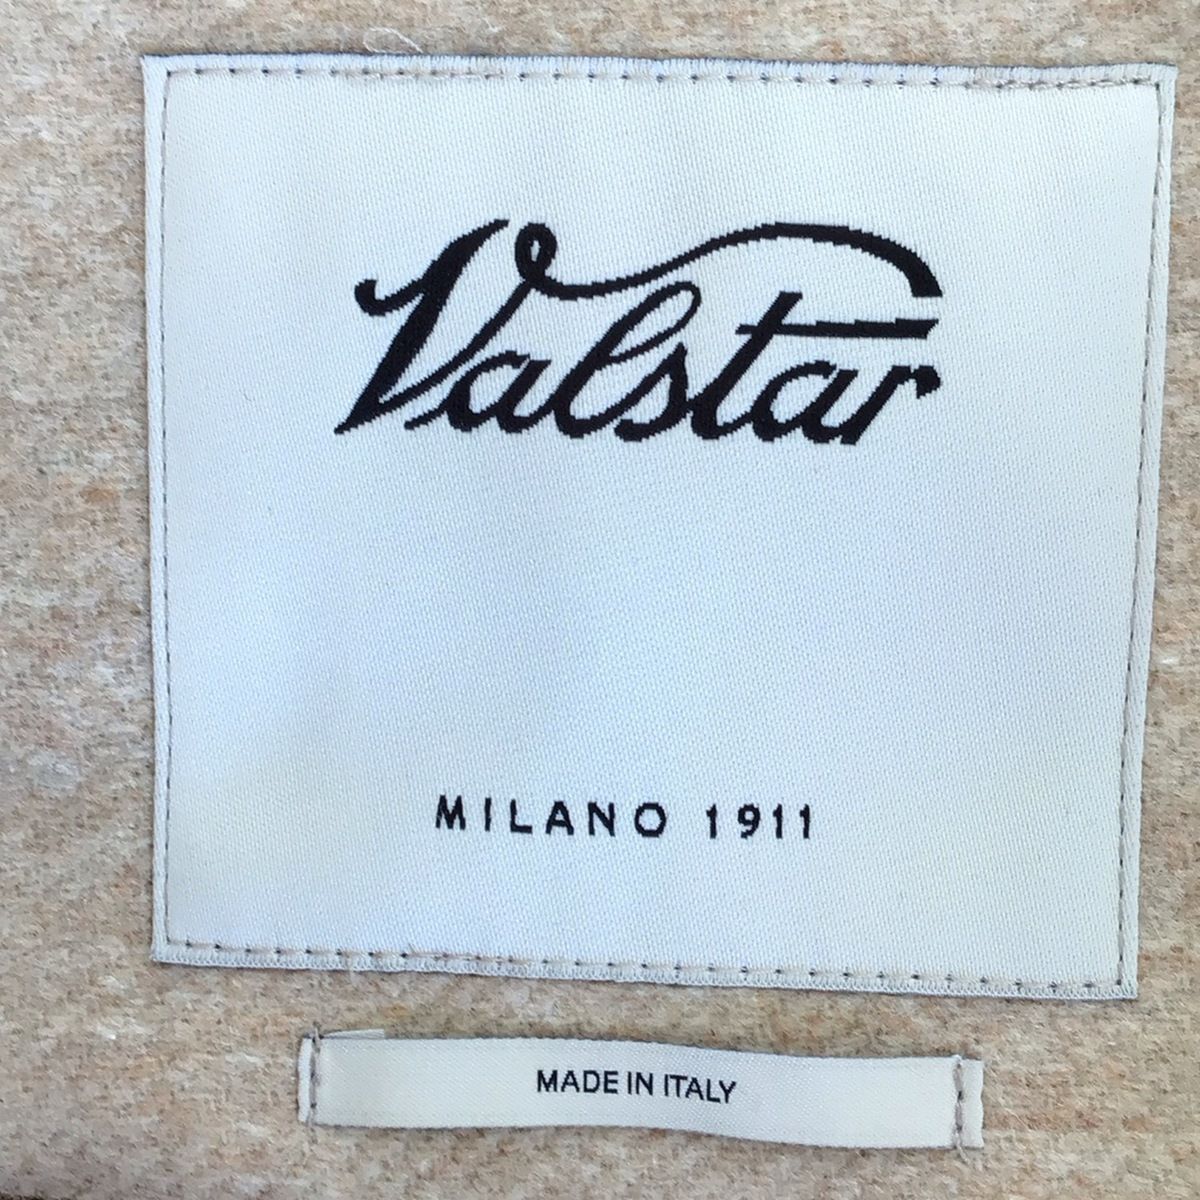 Valstar
MILANO 1911
MADE IN ITALY